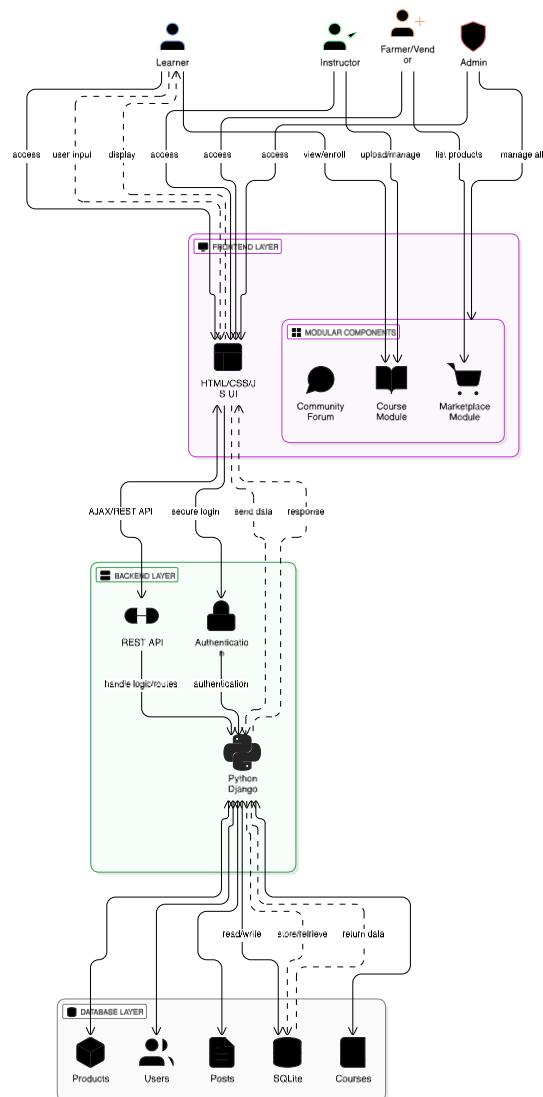 Learner
Instructor
Farmer/Vend
or
Admin
access
user input
display
access
access
access
view/enroll
upload/manage
list products
manage all
FRONTEND LAYER
MODULAR COMPONENTS
HTML/CSS/J
S UI
Community
Forum
Course
Module
Marketplace
Module
AJAX/REST API
secure login
send data
response
BACKEND LAYER
REST API
Authenticatio
n
handle logic/routes
authentication
Python
Django
read/write
store/retrieve
return data
DATABASE LAYER
Products
Users
Posts
SQLite
Courses